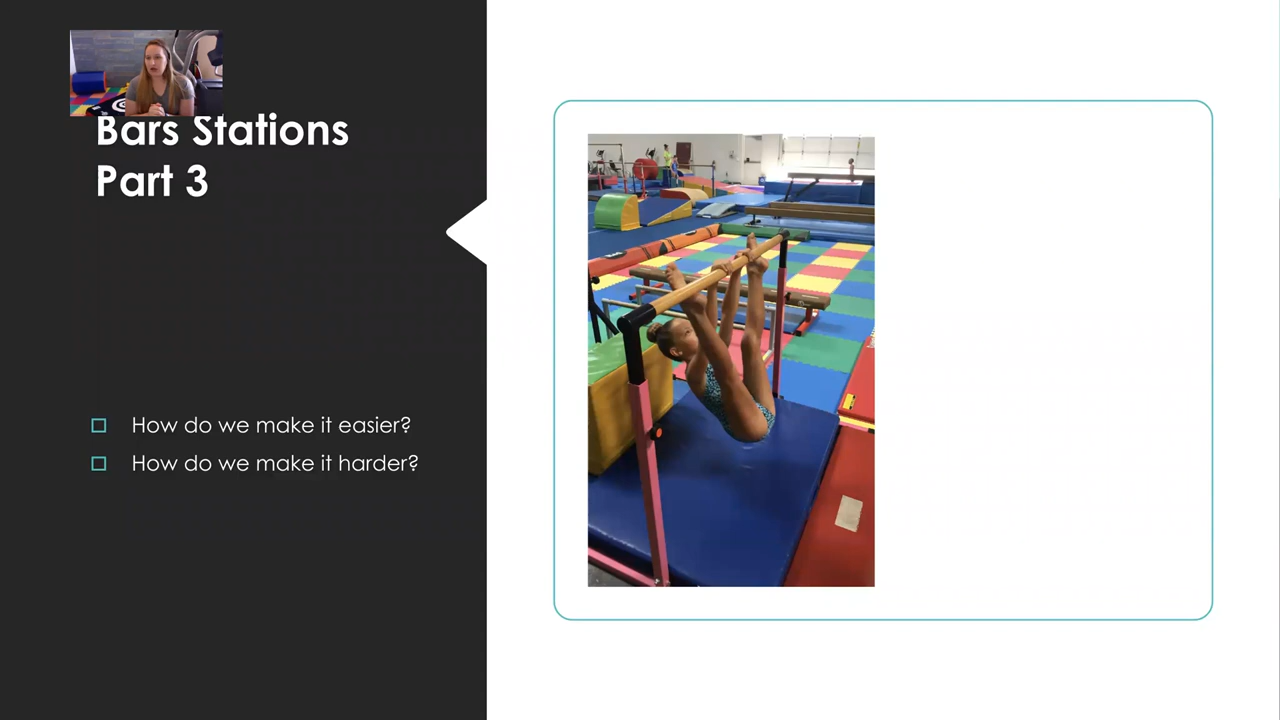 Bars Stations
Part 3
How do we make it easier?
How do we make it harder?